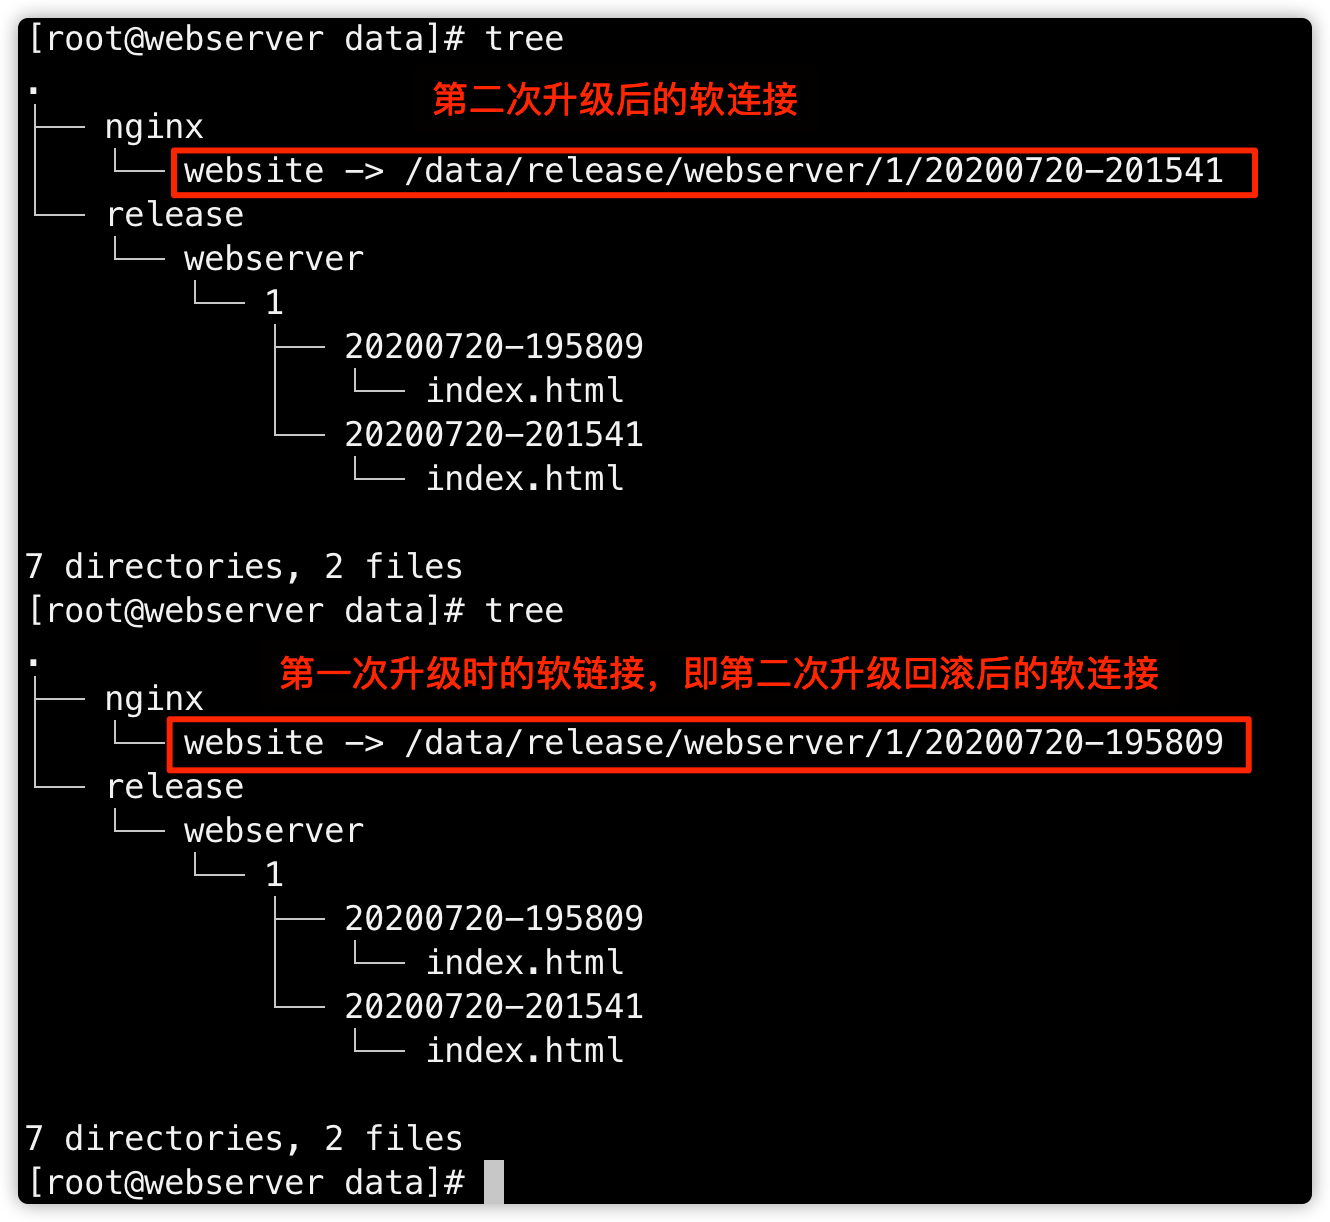 [root@webserver data]# tree
.
第二次升级后的软连接
├── nginx
│   └── website -> /data/release/webserver/1/20200720-201541
└── release
    └── webserver
        └── 1
            ├── 20200720-195809
            │   └── index.html
            └── 20200720-201541
                └── index.html
7 directories, 2 files
[root@webserver data]# tree
.
第一次升级时的软链接，即第二次升级回滚后的软连接
├── nginx
│   └── website -> /data/release/webserver/1/20200720-195809
└── release
    └── webserver
        └── 1
            ├── 20200720-195809
            │   └── index.html
            └── 20200720-201541
                └── index.html
7 directories, 2 files
[root@webserver data]#